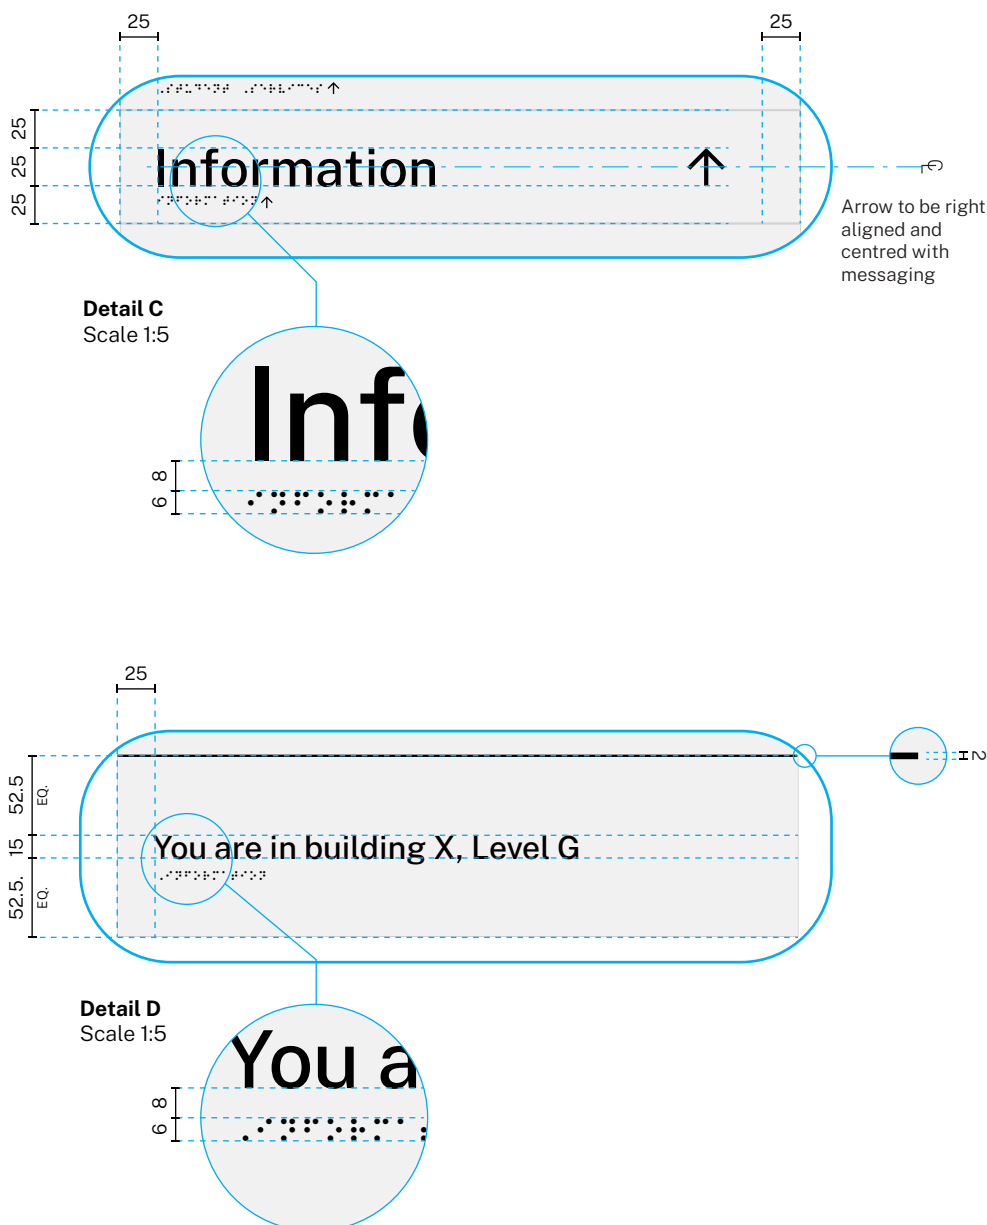 25 25
⠠⠎⠞⠥⠙⠑⠝⠞ ⠠⠎⠑⠗⠧⠊⠉⠑⠎ ↑
25
25
25
Information ↑
⠊⠝⠋⠕⠗⠍⠁⠞⠊⠕⠝ ↑
Arrow to be right
aligned and
centred with
messaging
Detail C
Scale 1:5
Info
8
6
⠊⠝⠋⠕⠗⠍⠁
25
2
52.5
EQ.
15
52.5.
EQ.
You are in building X, Level G
⠠⠊⠝⠋⠕⠗⠍⠁⠞⠊⠕⠝
Detail D
Scale 1:5
You a
8
6
⠠⠊⠝⠋⠕⠗⠍⠁